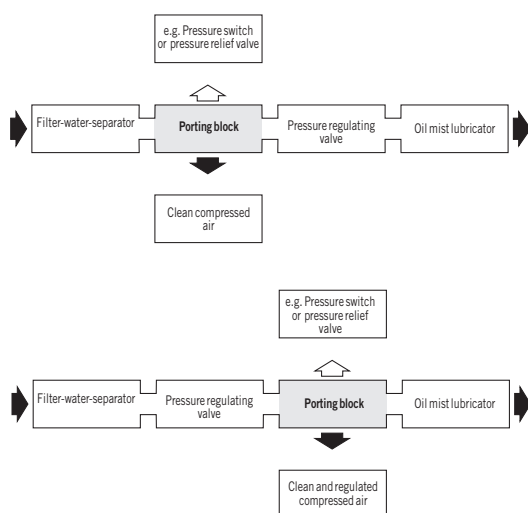 e.g. Pressure switch
or pressure relief
valve
Filter-water-separator
Porting block
Pressure regulating
valve
Oil mist lubricator
Clean compressed
air
e.g. Pressure switch
or pressure relief
valve
Filter-water-separator
Pressure regulating
valve
Porting block
Oil mist lubricator
Clean and regulated
compressed air